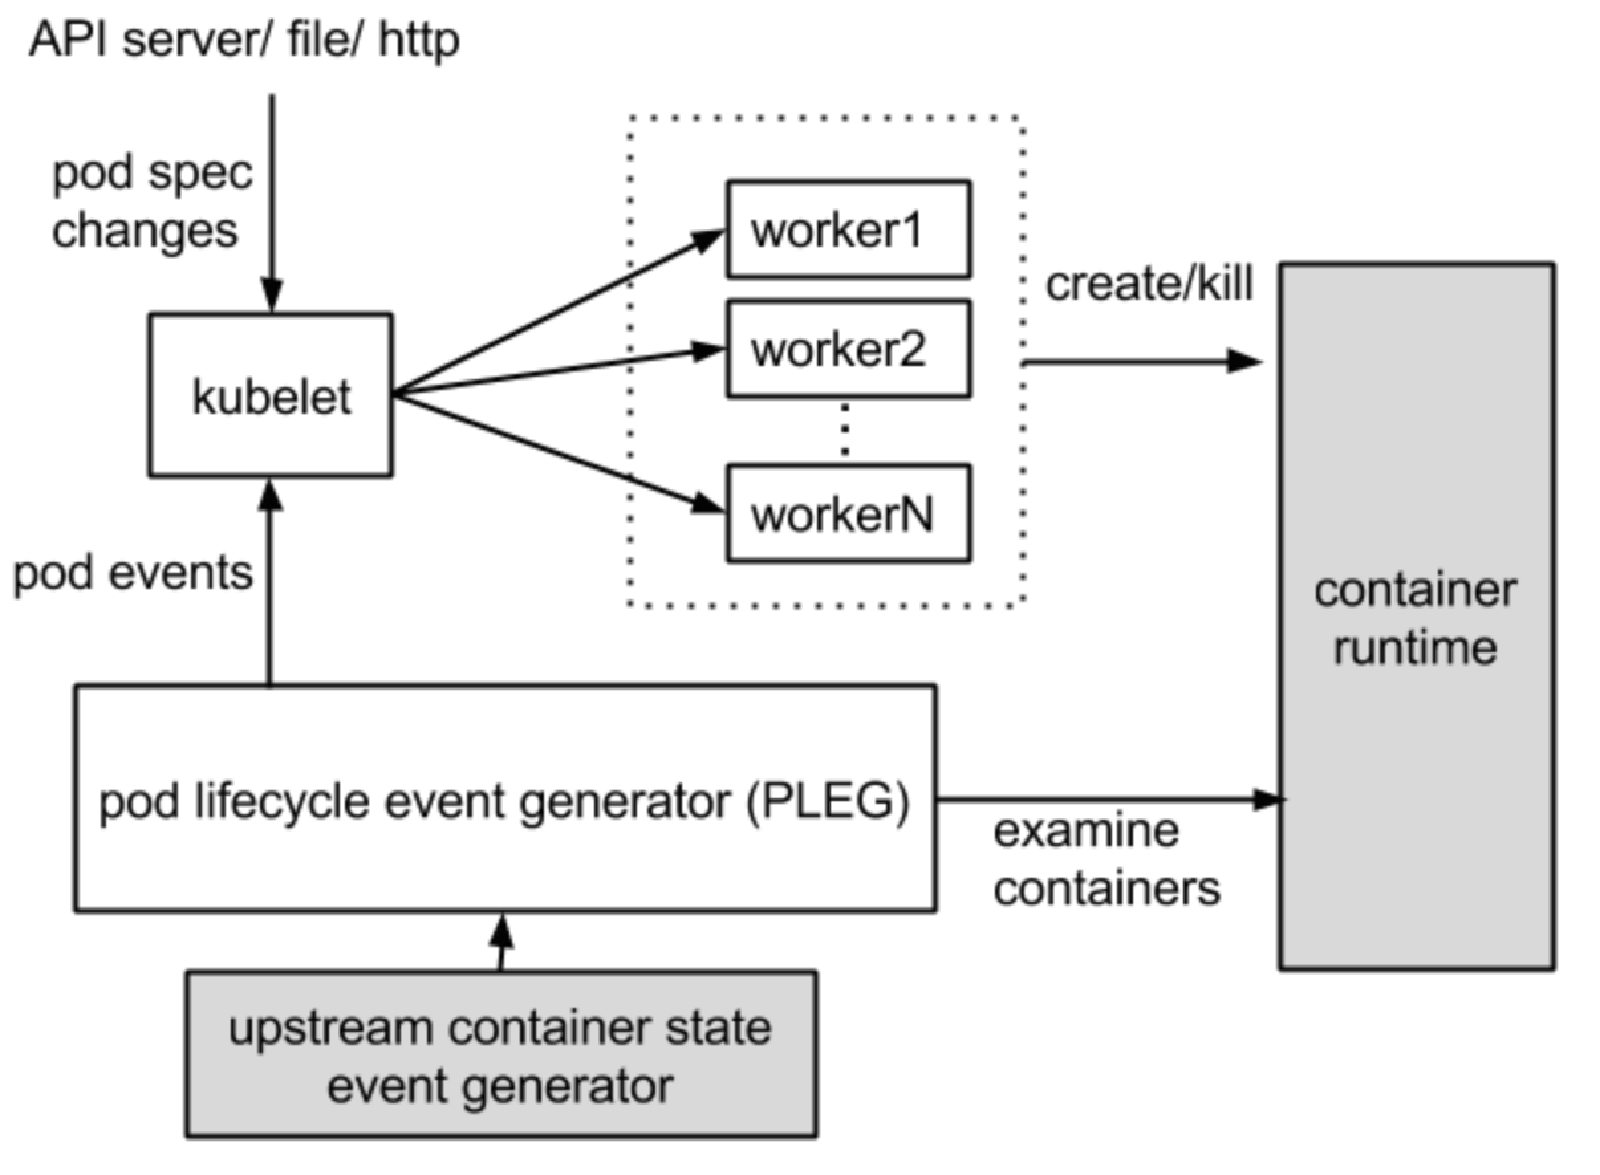 API server/ file/ http
pod spec
changes
worker1
create/kill
worker2
kubelet
workerN
pod events
container
runtime
pod lifecycle event generator (PLEG)
examine
containers
upstream container state
event generator